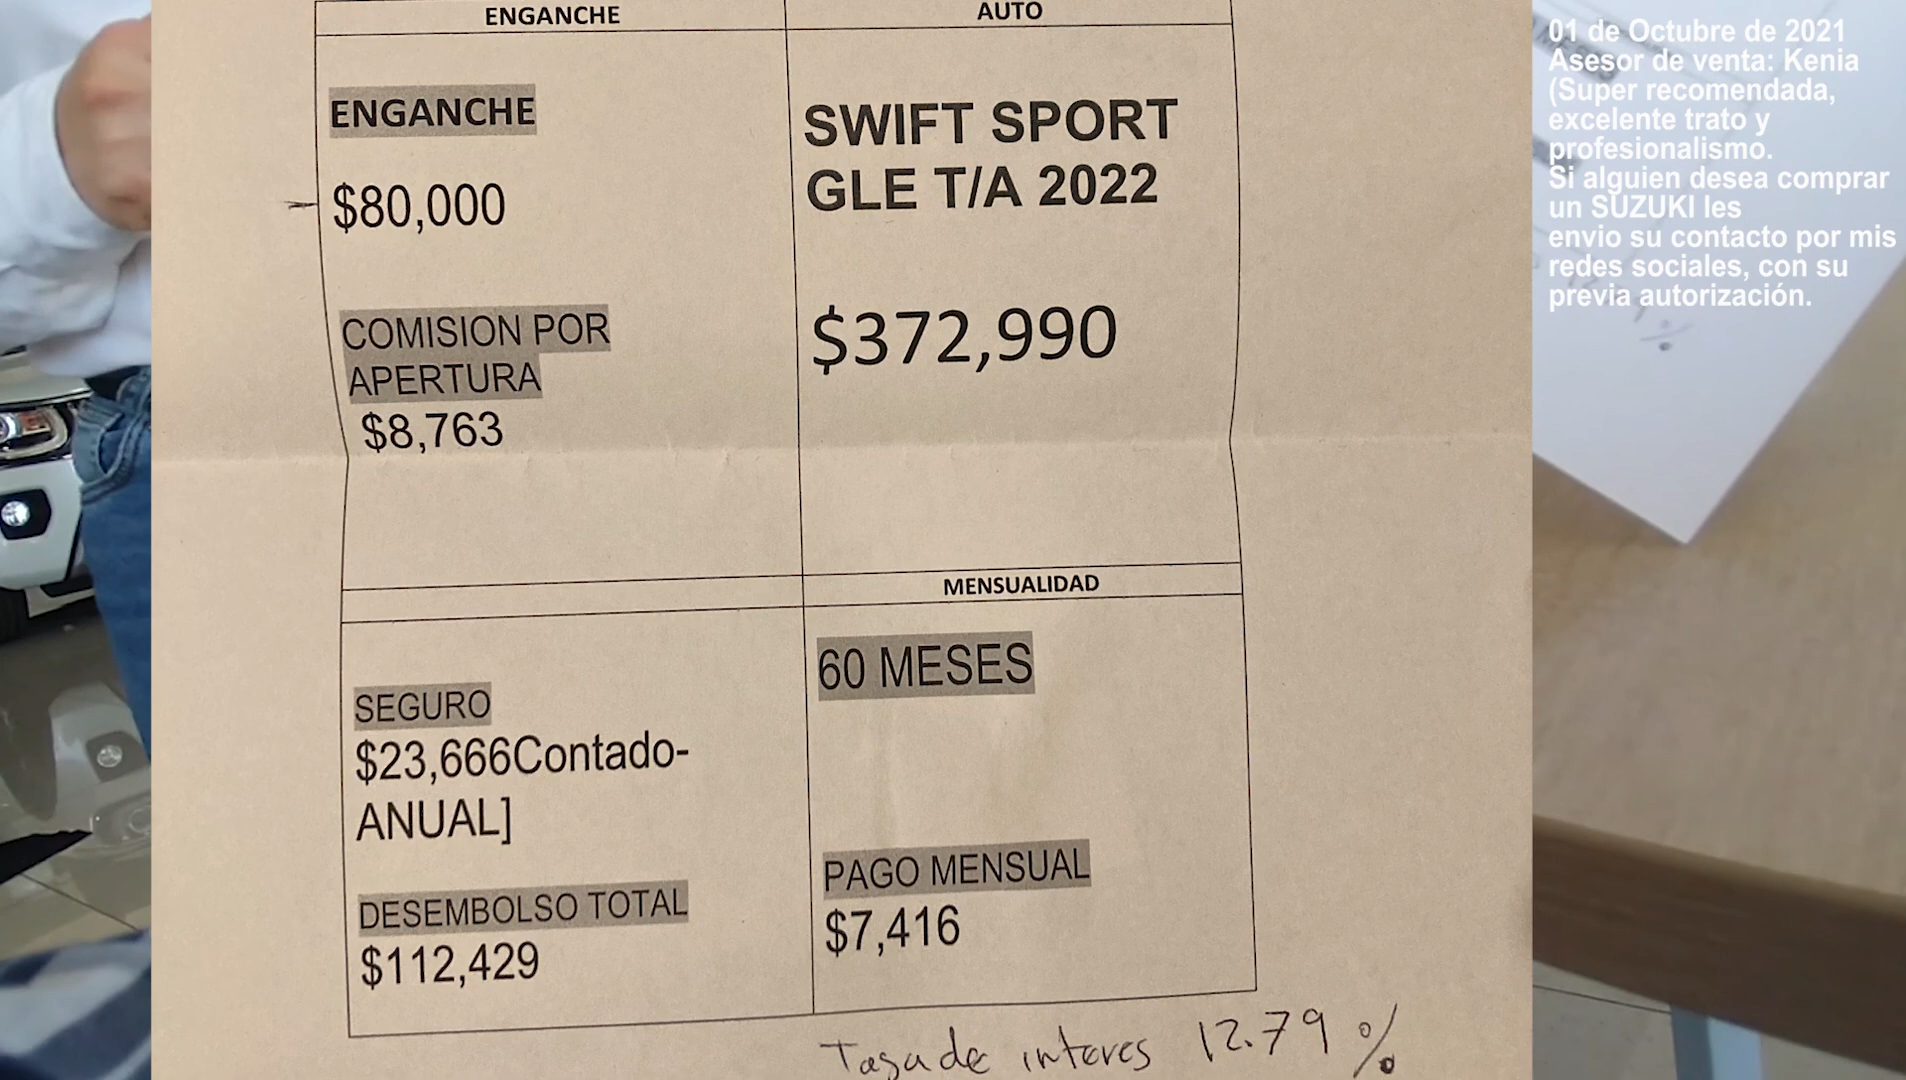 ENGANCHE
AUTO
ENGANCHE
$80,000
COMISION POR
APERTURA
$8,763
SWIFT SPORT
GLE T/A 2022
$372,990
MENSUALIDAD
SEGURO
$23,666Contado-
ANUAL]
DESEMBOLSO TOTAL
$112,429
60 MESES
PAGO MENSUAL
$7,416
Tasa de interes 12.79 %
01 de Octubre de 2021
Asesor de venta: Kenia
(Super recomendada,
excelente trato y
profesionalismo.
Si alguien desea comprar
un SUZUKI les
envio su contacto por mis
redes sociales, con su
previa autorización.